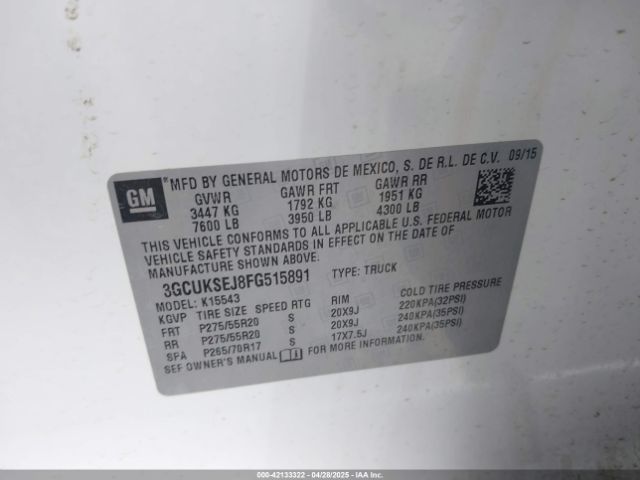 GM
*MFD BY GENERAL MOTORS DE MEXICO, S. DE R.L. DE C.V. 09/15
GVWR GAWR FRT GAWR RR
3447 KG 1792 KG 1951 KG
7600 LB 3950 LB 4300 LB
THIS VEHICLE CONFORMS TO ALL APPLICABLE U.S. FEDERAL MOTOR
VEHICLE SAFETY STANDARDS IN EFFECT ON THE DATE OF
MANUFACTURE SHOWN ABOVE.
3GCUKSEJ8FG515891 TYPE: TRUCK
MODEL: K15543
KGVP TIRE SIZE SPEED RTG RIM COLD TIRE PRESSURE
FRT P275/55R20 S 20X9J 220KPA(32PSI)
RR P275/55R20 S 20X9J 240KPA(35PSI)
SPA P265/70R17 S 17X7.5J 240KPA(35PSI)
SEE OWNER'S MANUAL FOR MORE INFORMATION.
000-42133322 - 04/28/2025 - IAAI.COM